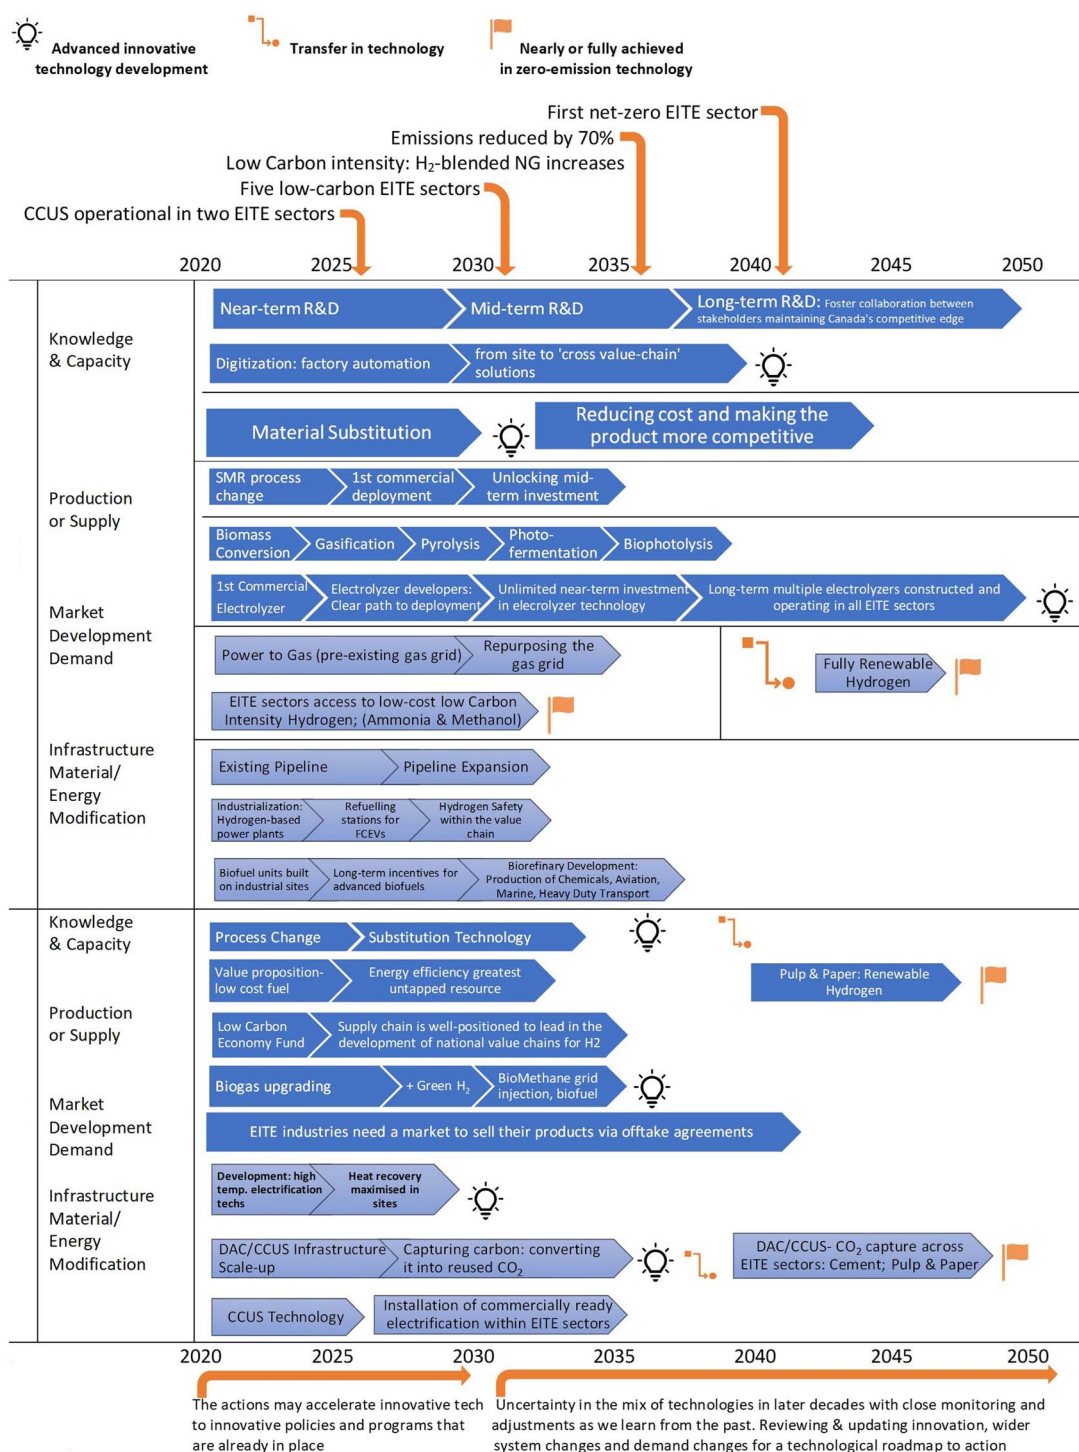 Advanced innovative
technology development
Transfer in technology
Nearly or fully achieved
in zero-emission technology
First net-zero EITE sector
Emissions reduced by 70%
Low Carbon intensity: H₂-blended NG increases
Five low-carbon EITE sectors
CCUS operational in two EITE sectors
2020 2025 2030 2035 2040 2045 2050
Knowledge
& Capacity
Near-term R&D
Mid-term R&D
Long-term R&D: Foster collaboration between
stakeholders maintaining Canada's competitive edge
Digitization: factory automation
from site to 'cross value-chain'
solutions
Material Substitution
Reducing cost and making the
product more competitive
Production
or Supply
SMR process
change
1st commercial
deployment
Unlocking mid-
term investment
Biomass
Conversion
Gasification
Pyrolysis
Photo-
fermentation
Biophotolysis
Market
Development
Demand
1st Commercial
Electrolyzer
Electrolyzer developers:
Clear path to deployment
Unlimited near-term investment
in elecrolyzer technology
Long-term multiple electrolyzers constructed and
operating in all EITE sectors
Power to Gas (pre-existing gas grid)
Repurposing the
gas grid
Fully Renewable
Hydrogen
EITE sectors access to low-cost low Carbon
Intensity Hydrogen; (Ammonia & Methanol)
Infrastructure
Material/
Energy
Modification
Existing Pipeline
Pipeline Expansion
Industrialization:
Hydrogen-based
power plants
Refuelling
stations for
FCEVs
Hydrogen Safety
within the value
chain
Biofuel units built
on industrial sites
Long-term incentives for
advanced biofuels
Biorefinary Development:
Production of Chemicals, Aviation,
Marine, Heavy Duty Transport
Knowledge
& Capacity
Process Change
Substitution Technology
Value proposition-
low cost fuel
Energy efficiency greatest
untapped resource
Pulp & Paper: Renewable
Hydrogen
Production
or Supply
Low Carbon
Economy Fund
Supply chain is well-positioned to lead in the
development of national value chains for H2
Biogas upgrading
+ Green H₂
BioMethane grid
injection, biofuel
Market
Development
Demand
EITE industries need a market to sell their products via offtake agreements
Infrastructure
Material/
Energy
Modification
Development: high
temp. electrification
techs
Heat recovery
maximised in
sites
DAC/CCUS Infrastructure
Scale-up
Capturing carbon: converting
it into reused CO₂
DAC/CCUS- CO₂ capture across
EITE sectors: Cement; Pulp & Paper
CCUS Technology
Installation of commercially ready
electrification within EITE sectors
2020 2025 2030 2035 2040 2045 2050
The actions may accelerate innovative tech
to innovative policies and programs that
are already in place
Uncertainty in the mix of technologies in later decades with close monitoring and
adjustments as we learn from the past. Reviewing & updating innovation, wider
system changes and demand changes for a technological roadmap to action